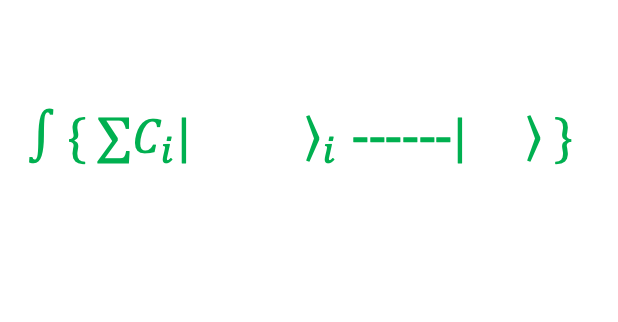 ∫ { ∑C_i|       ⟩_i ------|   ⟩ }